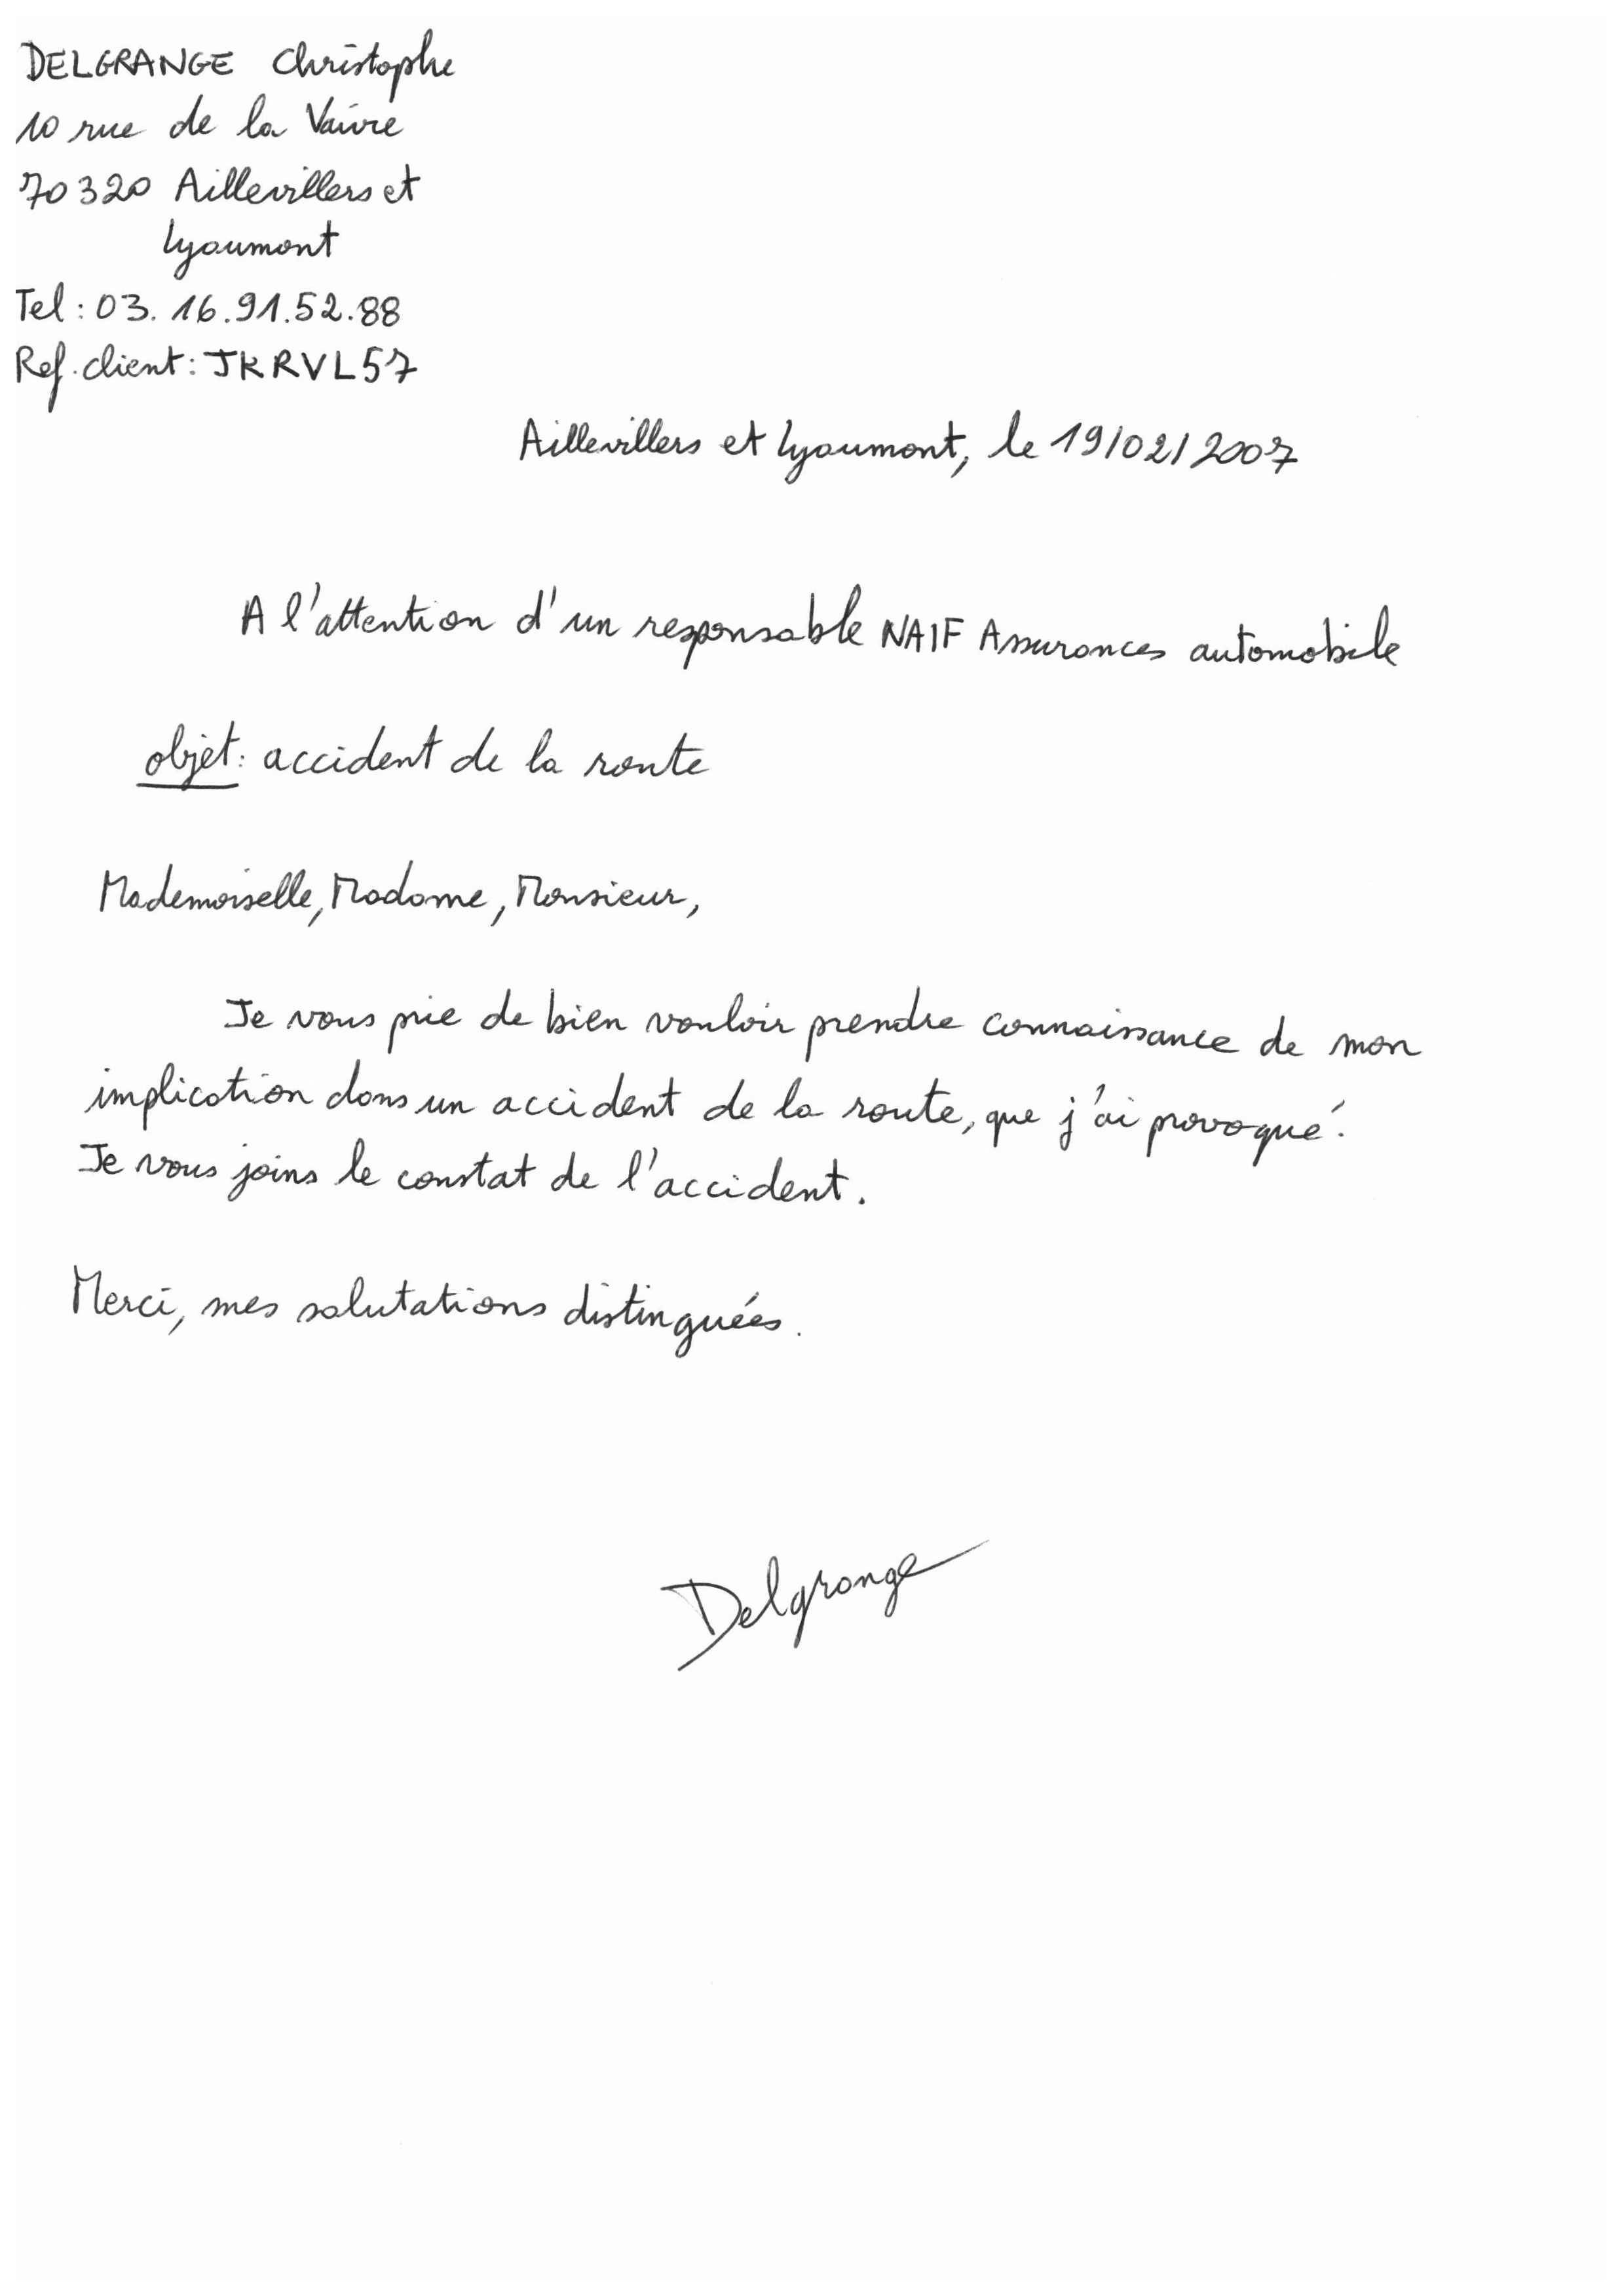 DELGRANGE Christophe
10 rue de la Vaivre
70320 Aillevillers et
Lyaumont
Tel : 03. 16.91.52.88
Ref. client : JKRVL57
Aillevillers et Lyaumont, le 19/02/2007
A l'attention d'un responsable NAIF Assurances automobile
objet : accident de la route
Mademoiselle, Madame, Monsieur,
Je vous prie de bien vouloir prendre connaissance de mon
implication dans un accident de la route, que j'ai provoqué.
Je vous joins le constat de l'accident.
Merci, mes salutations distinguées.
Delgrange